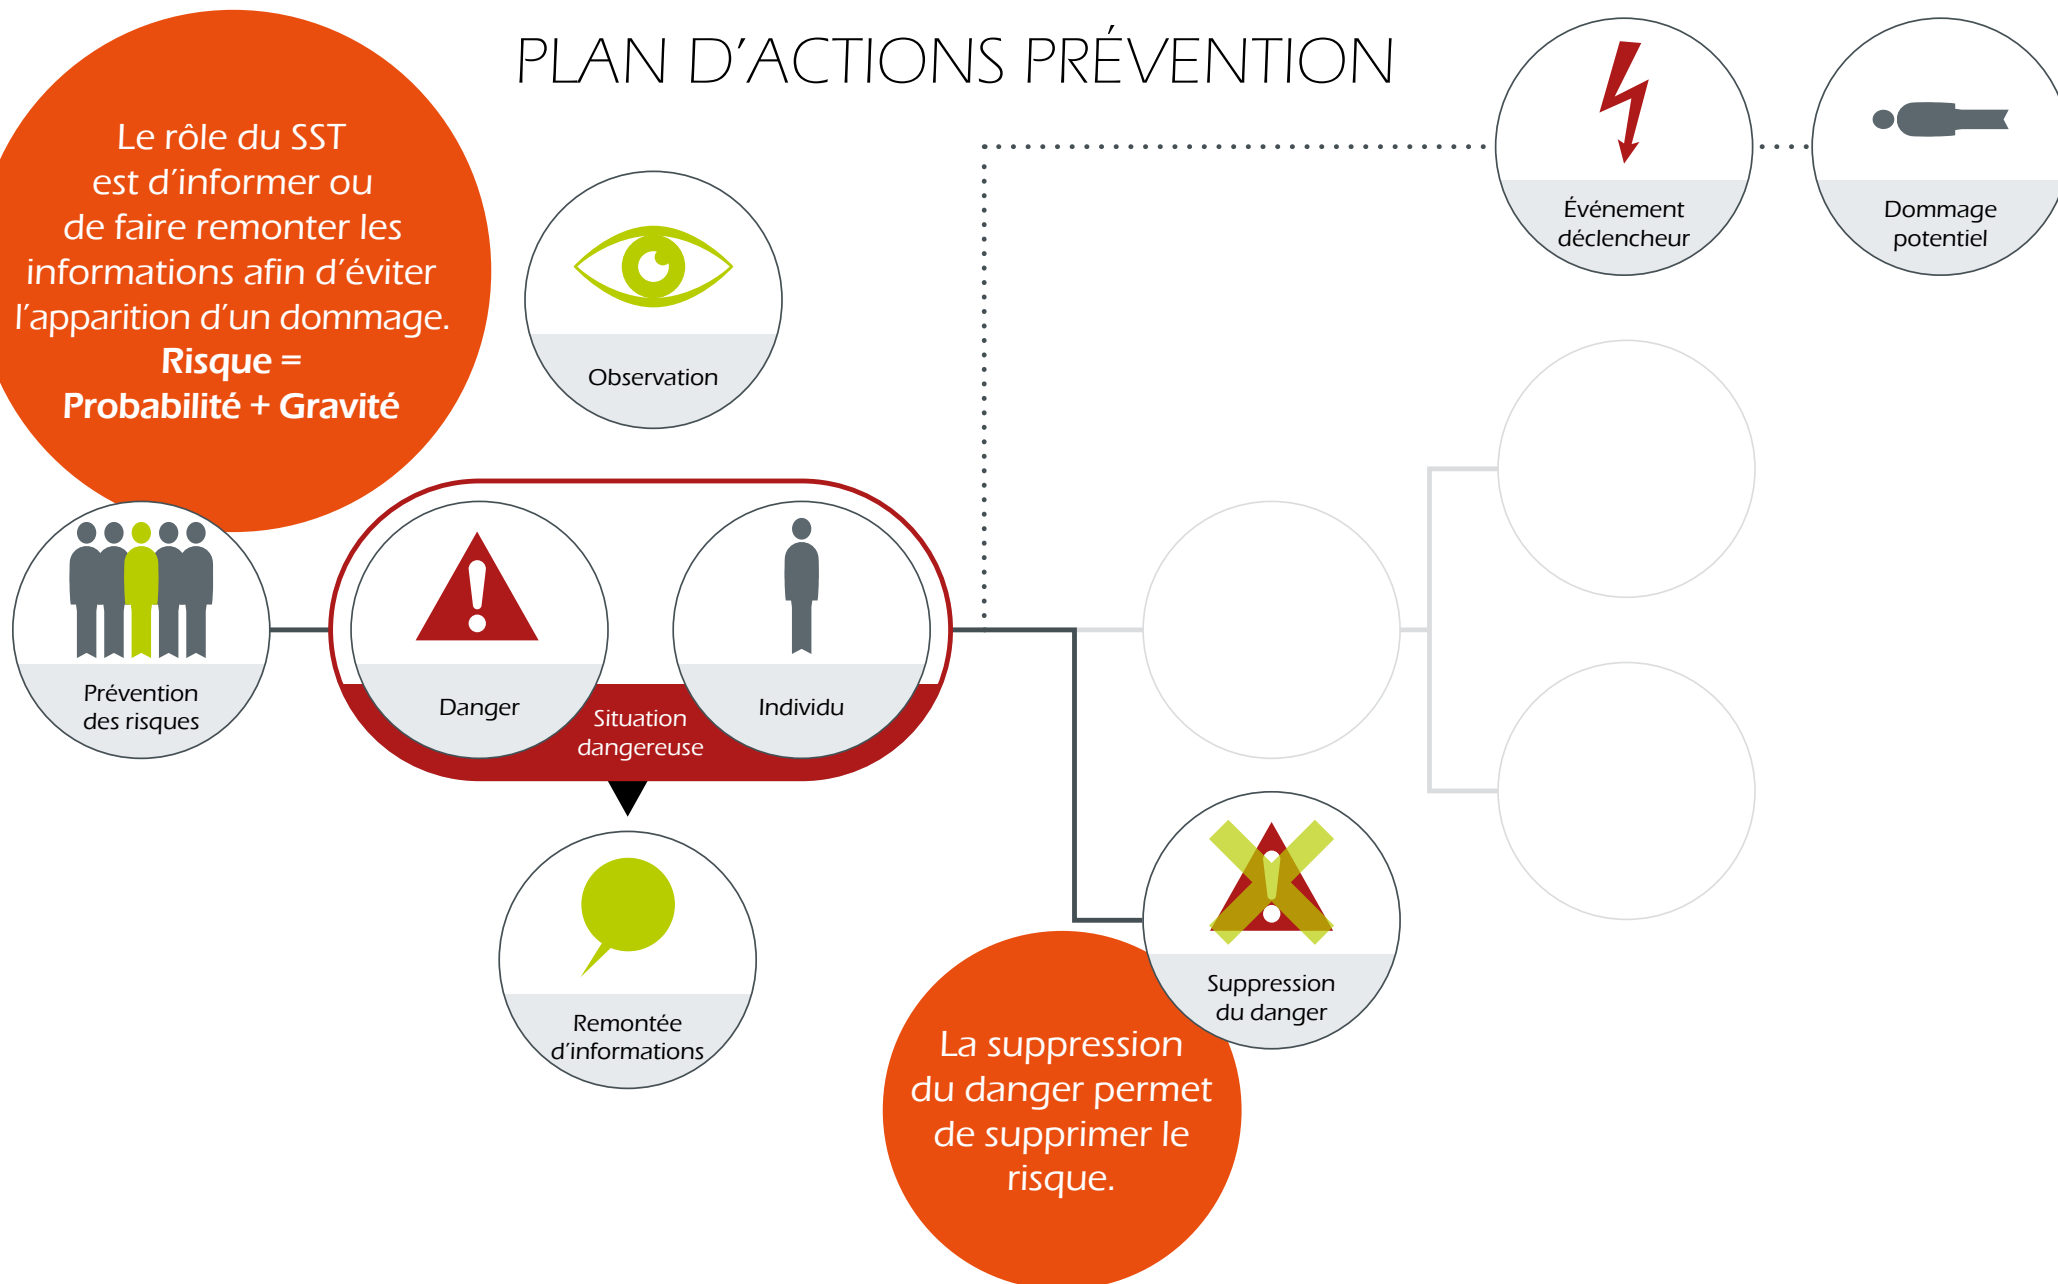 PLAN D'ACTIONS PRÉVENTION
Le rôle du SST
est d'informer ou
de faire remonter les
informations afin d'éviter
l'apparition d'un dommage.
Risque =
Probabilité + Gravité
Observation
Événement
déclencheur
Dommage
potentiel
Prévention
des risques
Danger
Situation
dangereuse
Individu
Remontée
d'informations
Suppression
du danger
La suppression
du danger permet
de supprimer le
risque.